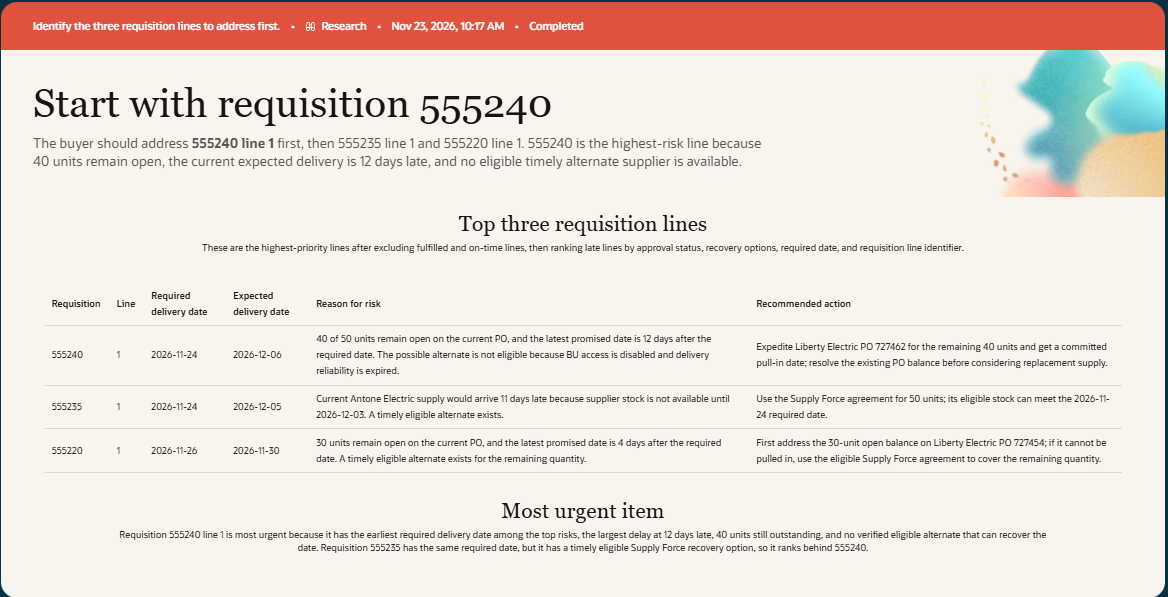 Identify the three requisition lines to address first. • Research • Nov 23, 2026, 10:17 AM • Completed
Start with requisition 555240
The buyer should address 555240 line 1 first, then 555235 line 1 and 555220 line 1. 555240 is the highest-risk line because
40 units remain open, the current expected delivery is 12 days late, and no eligible timely alternate supplier is available.
Top three requisition lines
These are the highest-priority lines after excluding fulfilled and on-time lines, then ranking late lines by approval status, recovery options, required date, and requisition line identifier.
Requisition
Line
Required
delivery date
Expected
delivery date
Reason for risk
Recommended action
555240
1
2026-11-24
2026-12-06
40 of 50 units remain open on the current PO, and the latest promised date is 12 days after the
required date. The possible alternate is not eligible because BU access is disabled and delivery
reliability is expired.
Expedite Liberty Electric PO 727462 for the remaining 40 units and get a committed
pull-in date; resolve the existing PO balance before considering replacement supply.
555235
1
2026-11-24
2026-12-05
Current Antone Electric supply would arrive 11 days late because supplier stock is not available until
2026-12-03. A timely eligible alternate exists.
Use the Supply Force agreement for 50 units; its eligible stock can meet the 2026-11-
24 required date.
555220
1
2026-11-26
2026-11-30
30 units remain open on the current PO, and the latest promised date is 4 days after the required
date. A timely eligible alternate exists for the remaining quantity.
First address the 30-unit open balance on Liberty Electric PO 727454; if it cannot be
pulled in, use the eligible Supply Force agreement to cover the remaining quantity.
Most urgent item
Requisition 555240 line 1 is most urgent because it has the earliest required delivery date among the top risks, the largest delay at 12 days late, 40 units still outstanding, and no verified eligible alternate that can recover the
date. Requisition 555235 has the same required date, but it has a timely eligible Supply Force recovery option, so it ranks behind 555240.